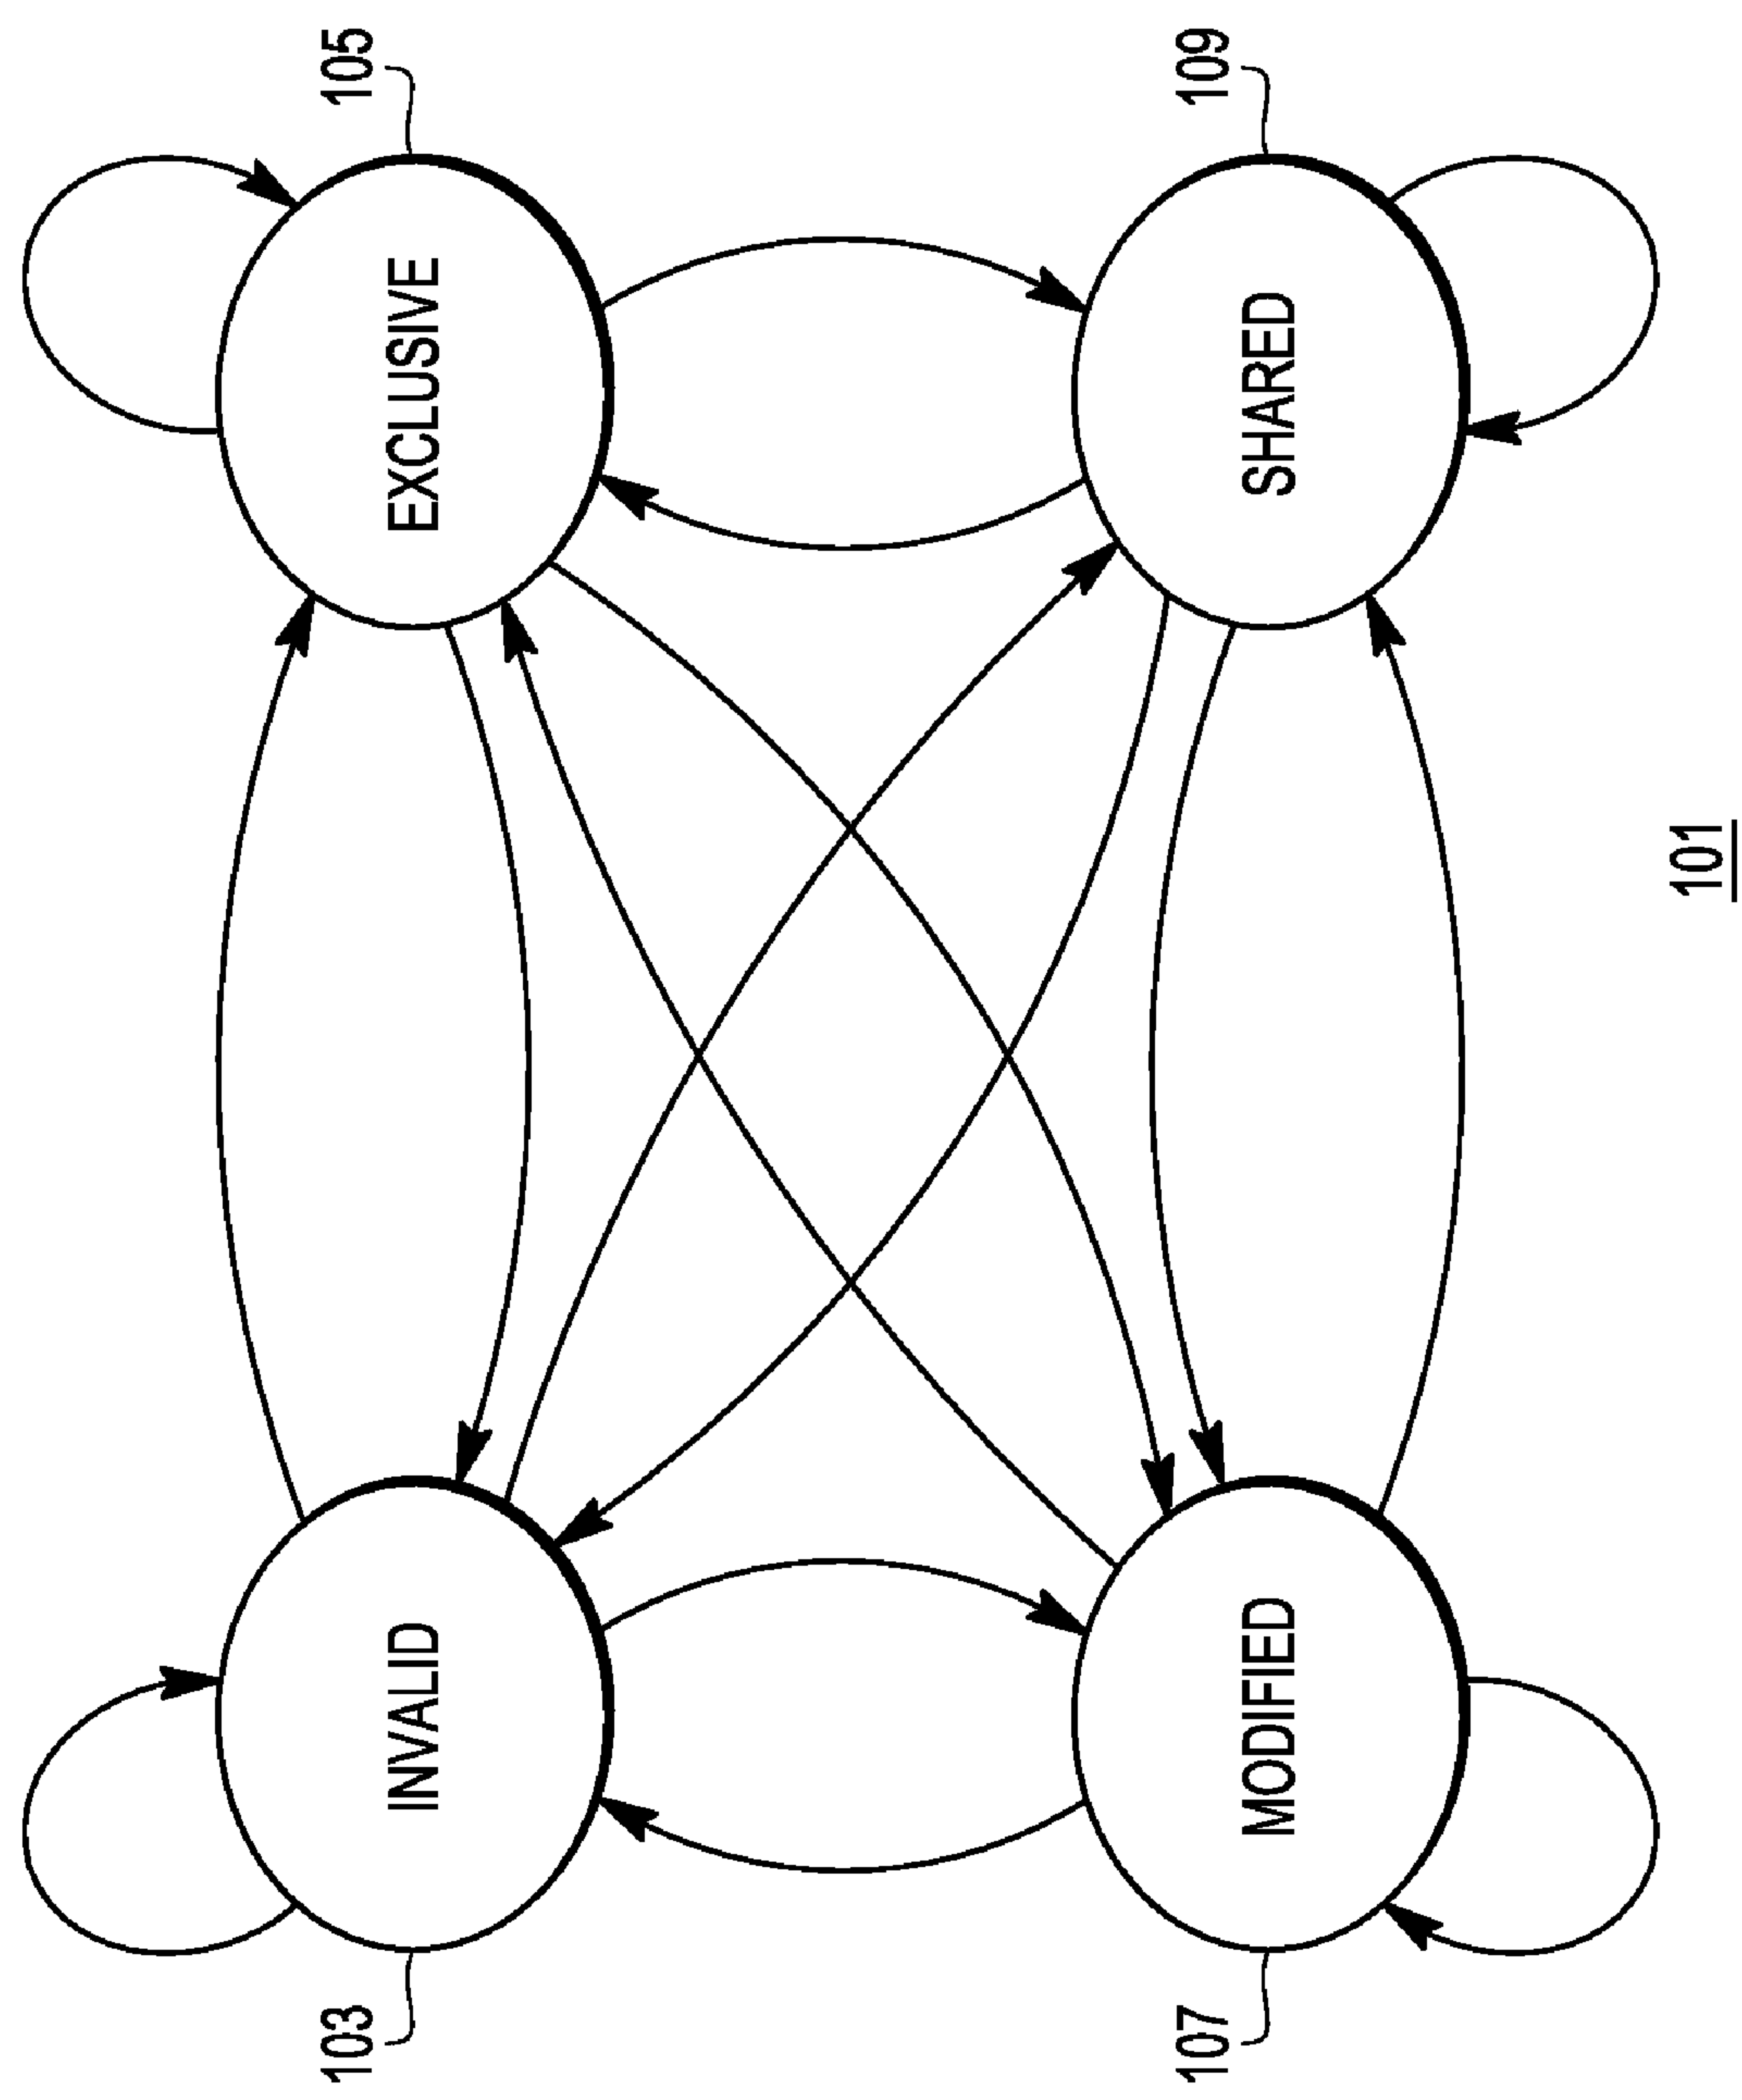 103
INVALID
EXCLUSIVE
105
107
MODIFIED
SHARED
109
101